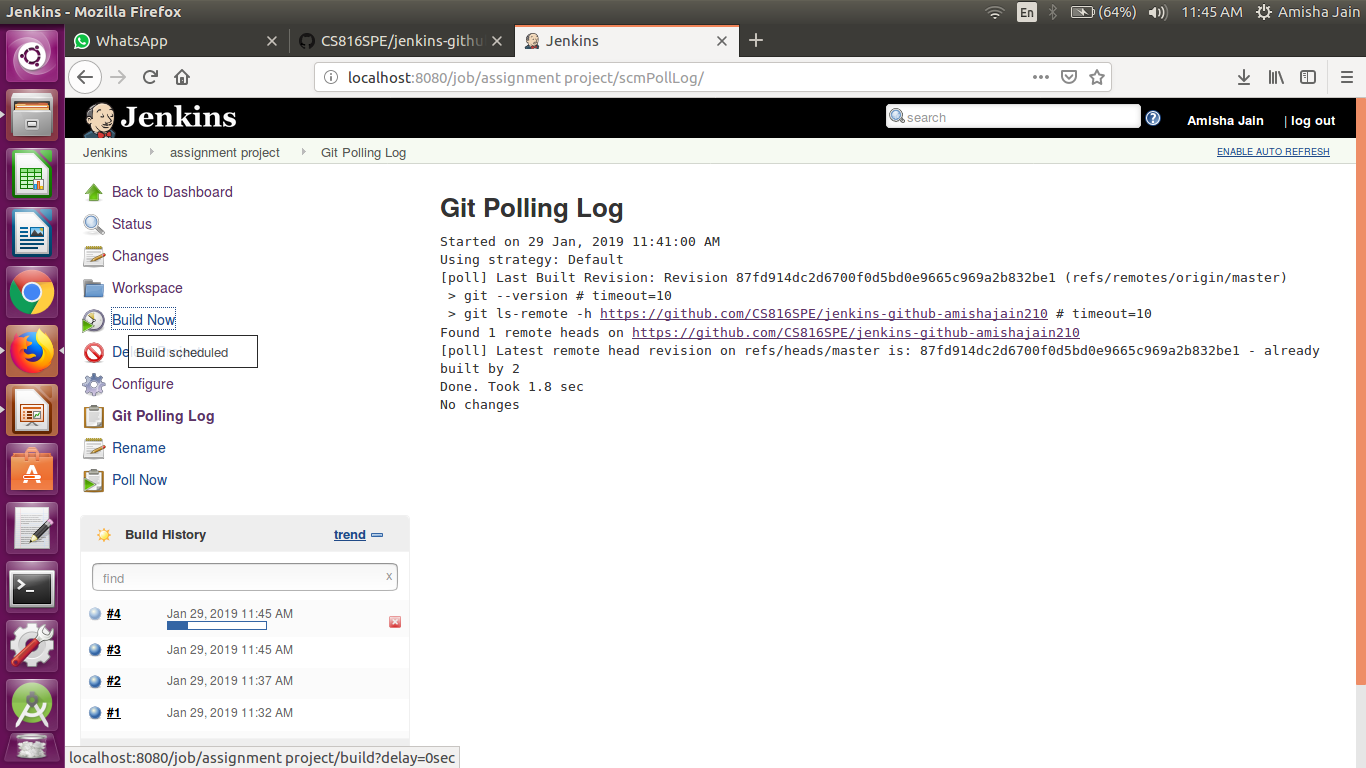 Jenkins - Mozilla Firefox
En
(64%)
11:45 AM
Amisha Jain
WhatsApp
CS816SPE/jenkins-githu
Jenkins
localhost:8080/job/assignment project/scmPollLog/
Jenkins
search
Amisha Jain
| log out
Jenkins
assignment project
Git Polling Log
ENABLE AUTO REFRESH
Back to Dashboard
Status
Changes
Workspace
Build Now
De
Build scheduled
Configure
Git Polling Log
Rename
Poll Now
Build History
trend
find
x
#4
Jan 29, 2019 11:45 AM
#3
Jan 29, 2019 11:45 AM
#2
Jan 29, 2019 11:37 AM
#1
Jan 29, 2019 11:32 AM
Git Polling Log
Started on 29 Jan, 2019 11:41:00 AM
Using strategy: Default
[poll] Last Built Revision: Revision 87fd914dc2d6700f0d5bd0e9665c969a2b832be1 (refs/remotes/origin/master)
> git --version # timeout=10
> git ls-remote -h https://github.com/CS816SPE/jenkins-github-amishajain210 # timeout=10
Found 1 remote heads on https://github.com/CS816SPE/jenkins-github-amishajain210
[poll] Latest remote head revision on refs/heads/master is: 87fd914dc2d6700f0d5bd0e9665c969a2b832be1 - already
built by 2
Done. Took 1.8 sec
No changes
localhost:8080/job/assignment project/build?delay=0sec